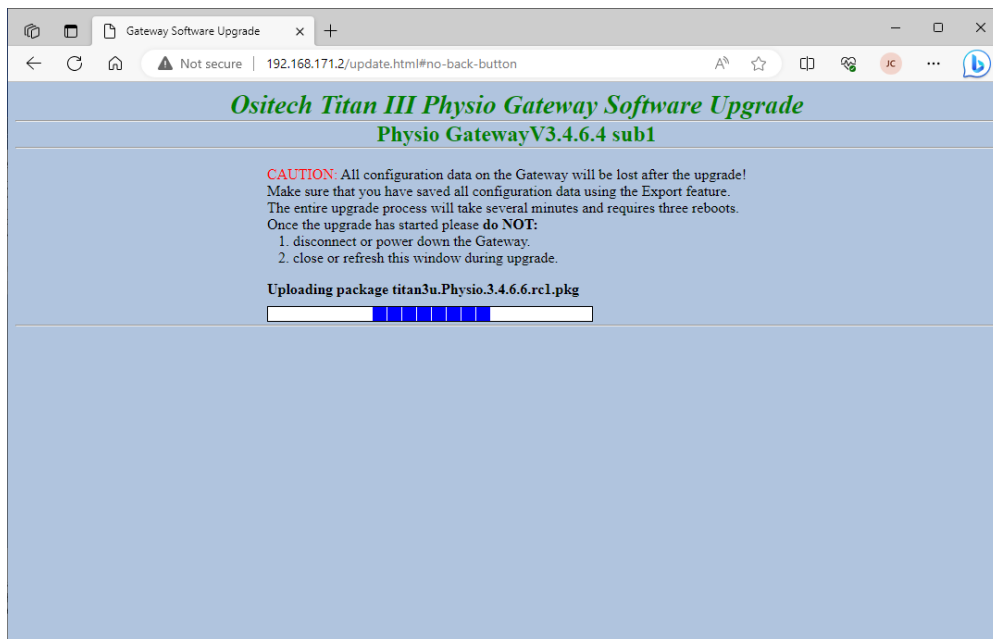 Gateway Software Upgrade
Not secure
192.168.171.2/update.html#no-back-button
JC
Ositech Titan III Physio Gateway Software Upgrade
Physio GatewayV3.4.6.4 sub1
CAUTION: All configuration data on the Gateway will be lost after the upgrade!
Make sure that you have saved all configuration data using the Export feature.
The entire upgrade process will take several minutes and requires three reboots.
Once the upgrade has started please do NOT:
1. disconnect or power down the Gateway.
2. close or refresh this window during upgrade.
Uploading package titan3u.Physio.3.4.6.6.rc1.pkg